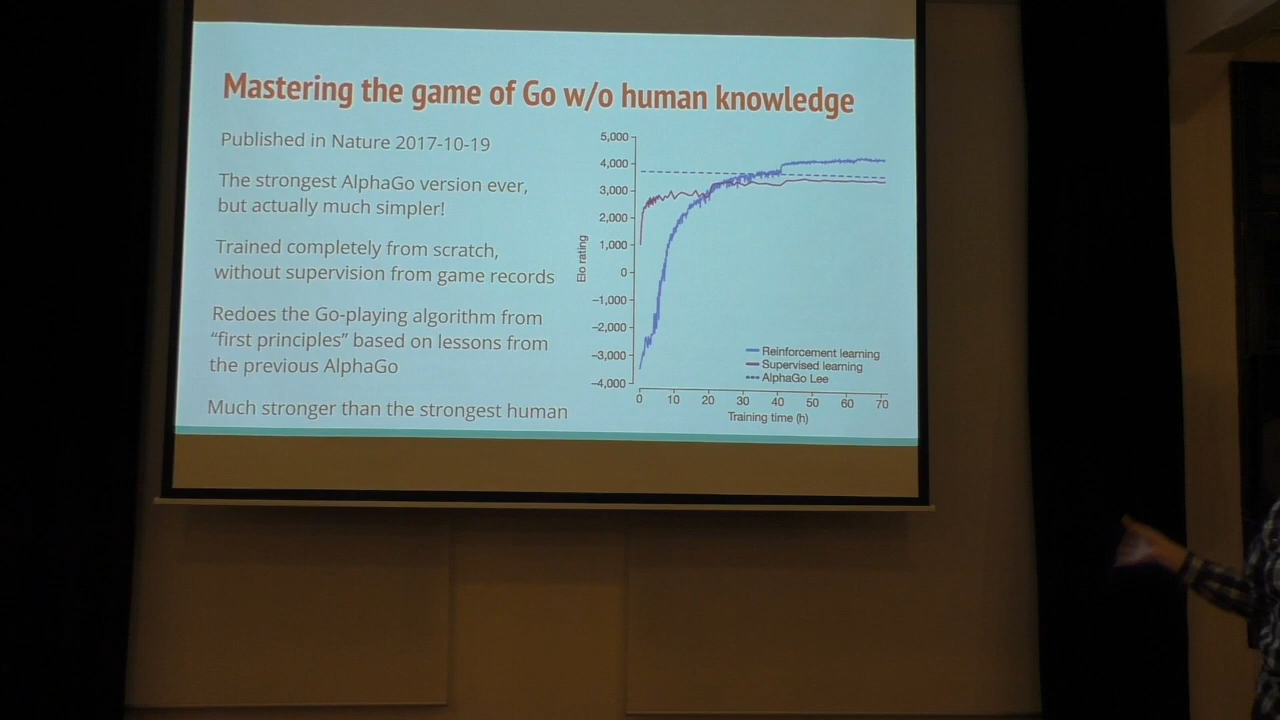 Mastering the game of Go w/o human knowledge
Published in Nature 2017-10-19
The strongest AlphaGo version ever,
but actually much simpler!
Trained completely from scratch,
without supervision from game records
Redoes the Go-playing algorithm from
“first principles” based on lessons from
the previous AlphaGo
Much stronger than the strongest human
5,000
4,000
3,000
2,000
1,000
0
−1,000
−2,000
−3,000
−4,000
Elo rating
Reinforcement learning
Supervised learning
AlphaGo Lee
0 10 20 30 40 50 60 70
Training time (h)